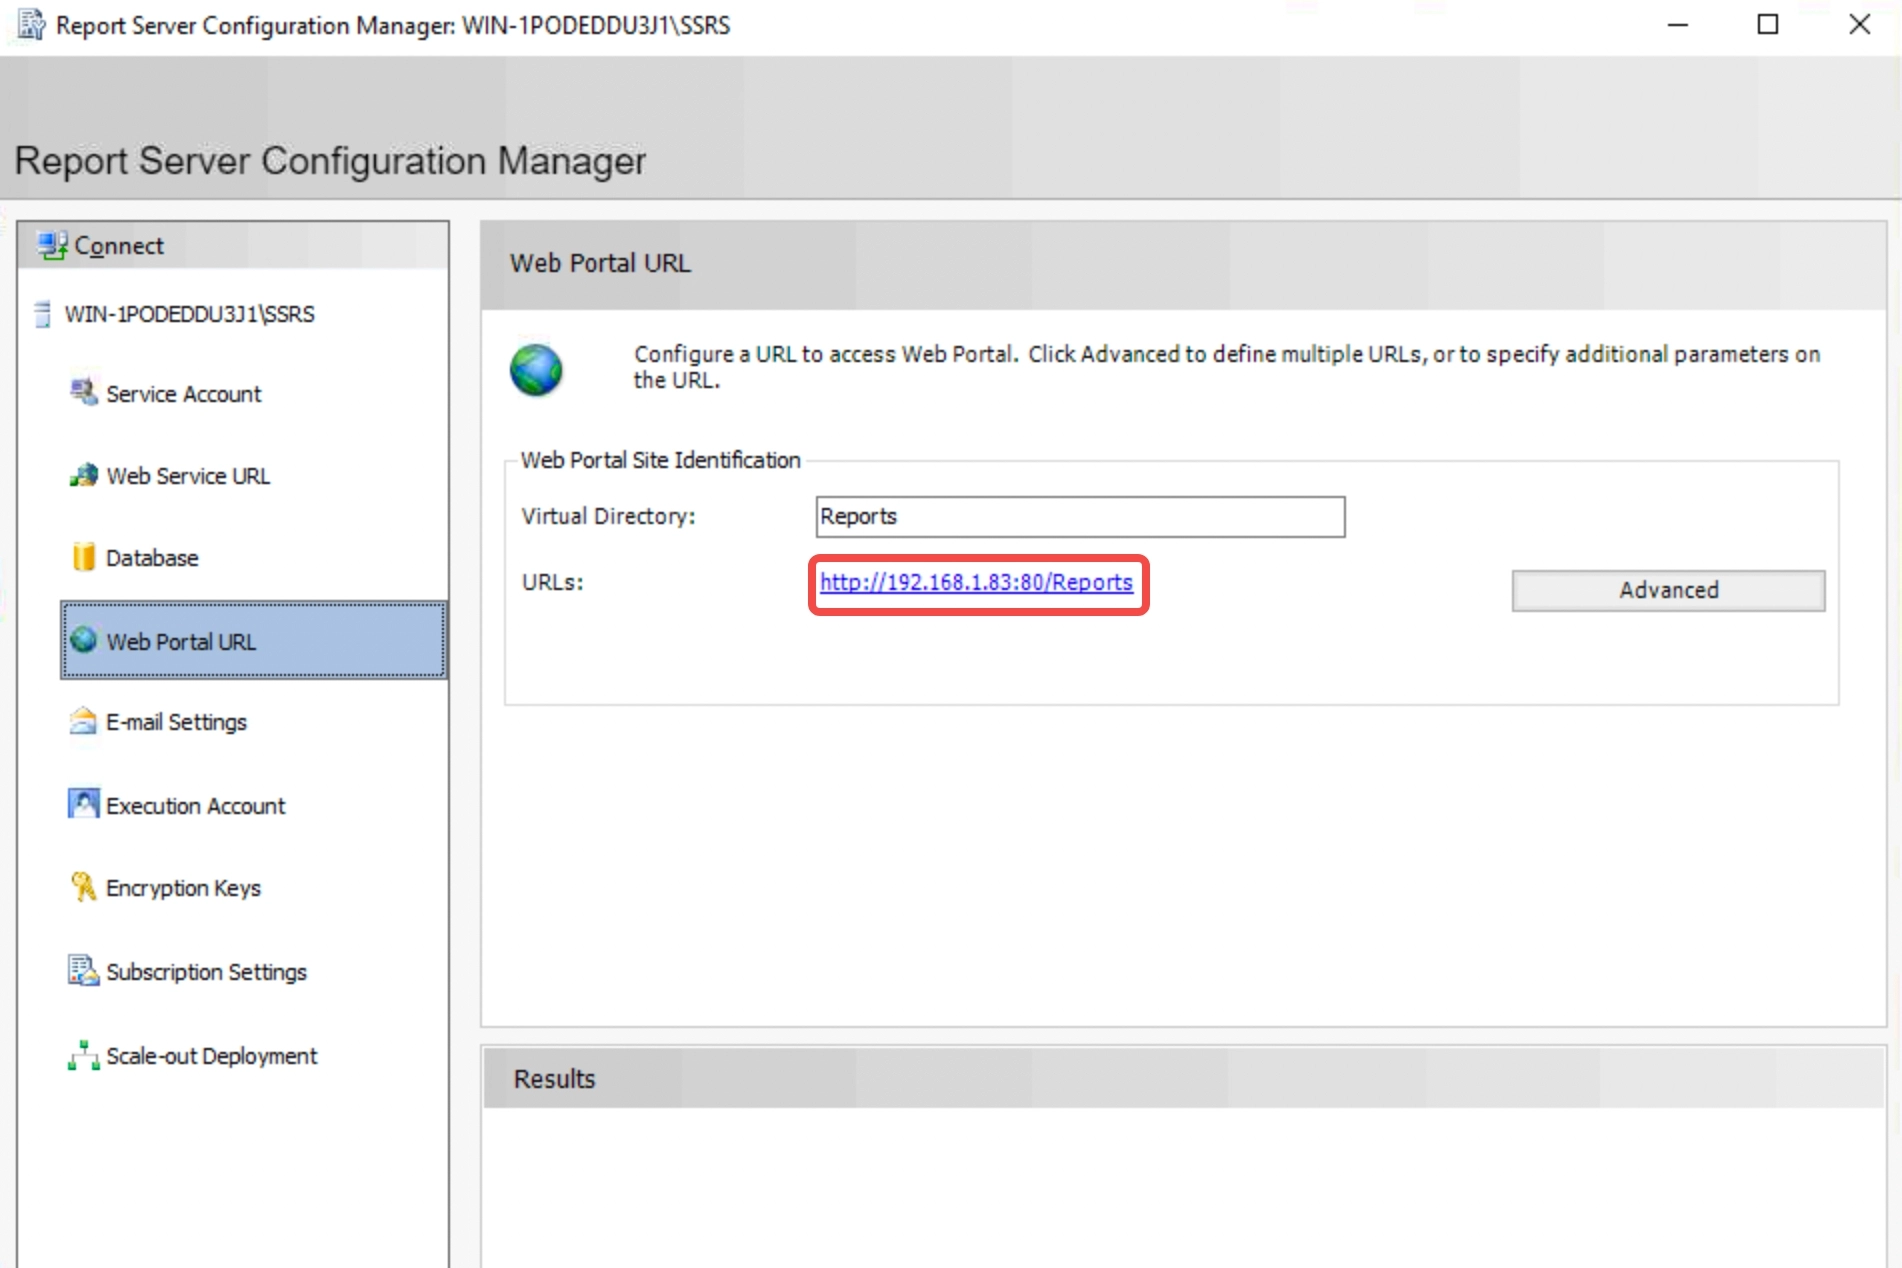 Report Server Configuration Manager: WIN-1PODEDDU3J1\SSRS
Report Server Configuration Manager
Connect
WIN-1PODEDDU3J1\SSRS
Service Account
Web Service URL
Database
Web Portal URL
E-mail Settings
Execution Account
Encryption Keys
Subscription Settings
Scale-out Deployment
Web Portal URL
Configure a URL to access Web Portal. Click Advanced to define multiple URLs, or to specify additional parameters on
the URL.
Web Portal Site Identification
Virtual Directory: Reports
URLs: http://192.168.1.83:80/Reports
Advanced
Results